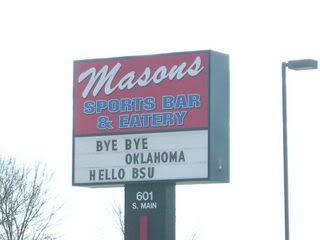 Masons
SPORTS BAR
& EATERY
BYE BYE
OKLAHOMA
HELLO BSU
601
S. MAIN